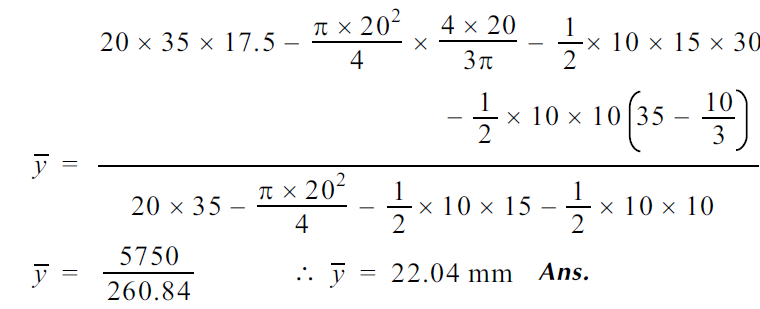 20 × 35 × 17.5 – (π × 20²)/4 × (4 × 20)/(3π) – 1/2 × 10 × 15 × 30
– 1/2 × 10 × 10 (35 – 10/3)
y̅ =
20 × 35 – (π × 20²)/4 – 1/2 × 10 × 15 – 1/2 × 10 × 10
y̅ = 5750/260.84 ∴ y̅ = 22.04 mm Ans.